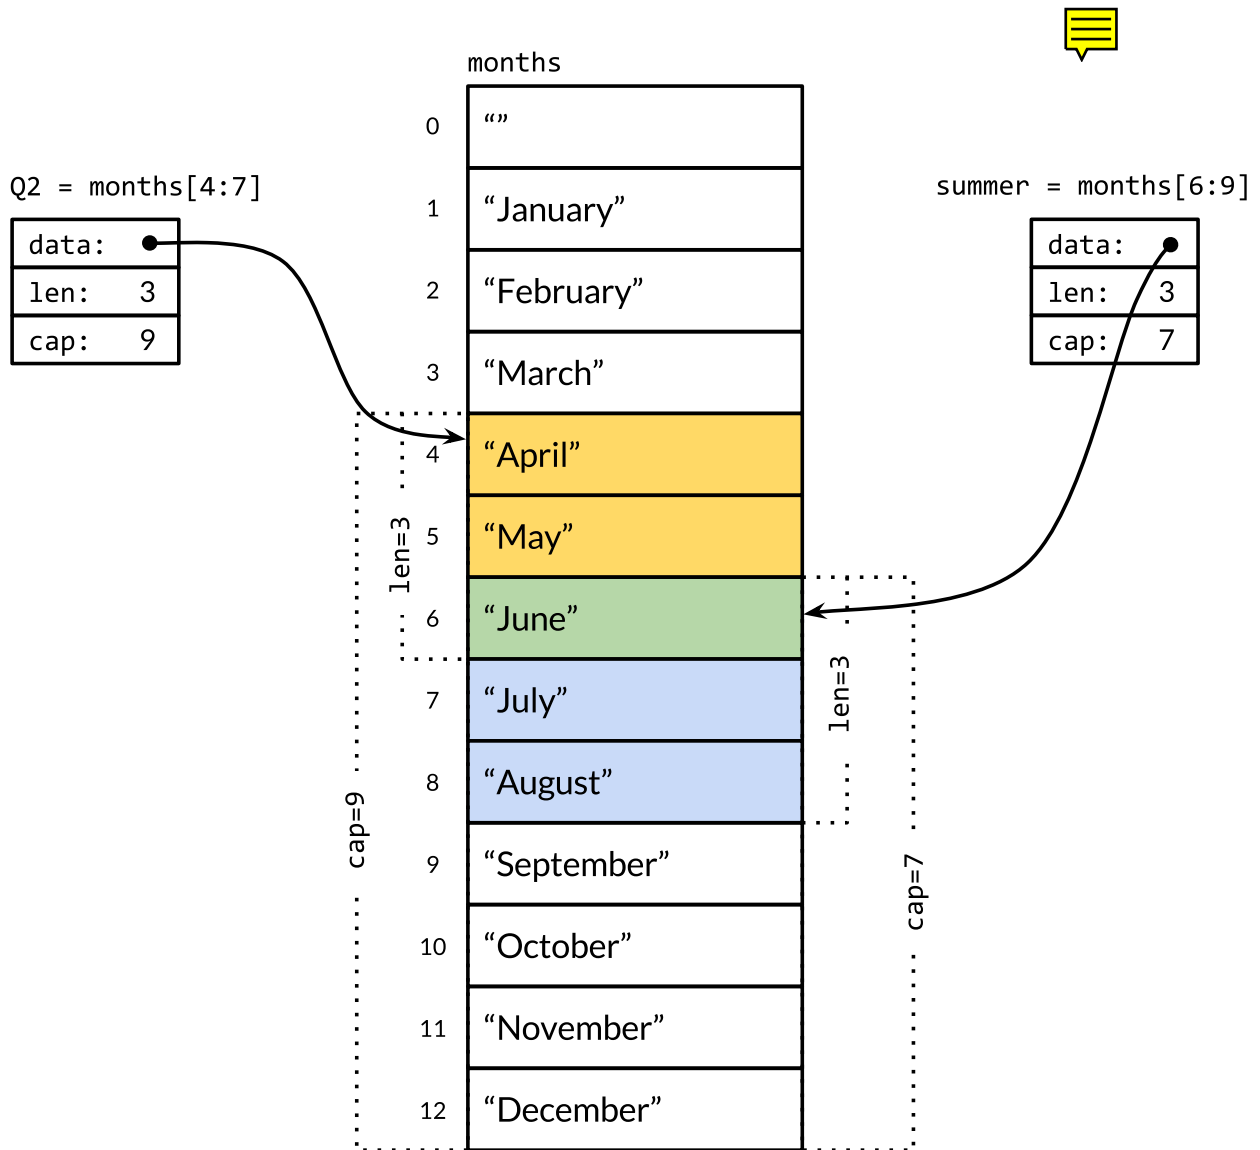 months
0 “”
Q2 = months[4:7]
data:
len: 3
cap: 9
summer = months[6:9]
data:
len: 3
cap: 7
1 “January”
2 “February”
3 “March”
4 “April”
5 “May”
6 “June”
7 “July”
8 “August”
9 “September”
10 “October”
11 “November”
12 “December”
len=3
cap=9
len=3
cap=7